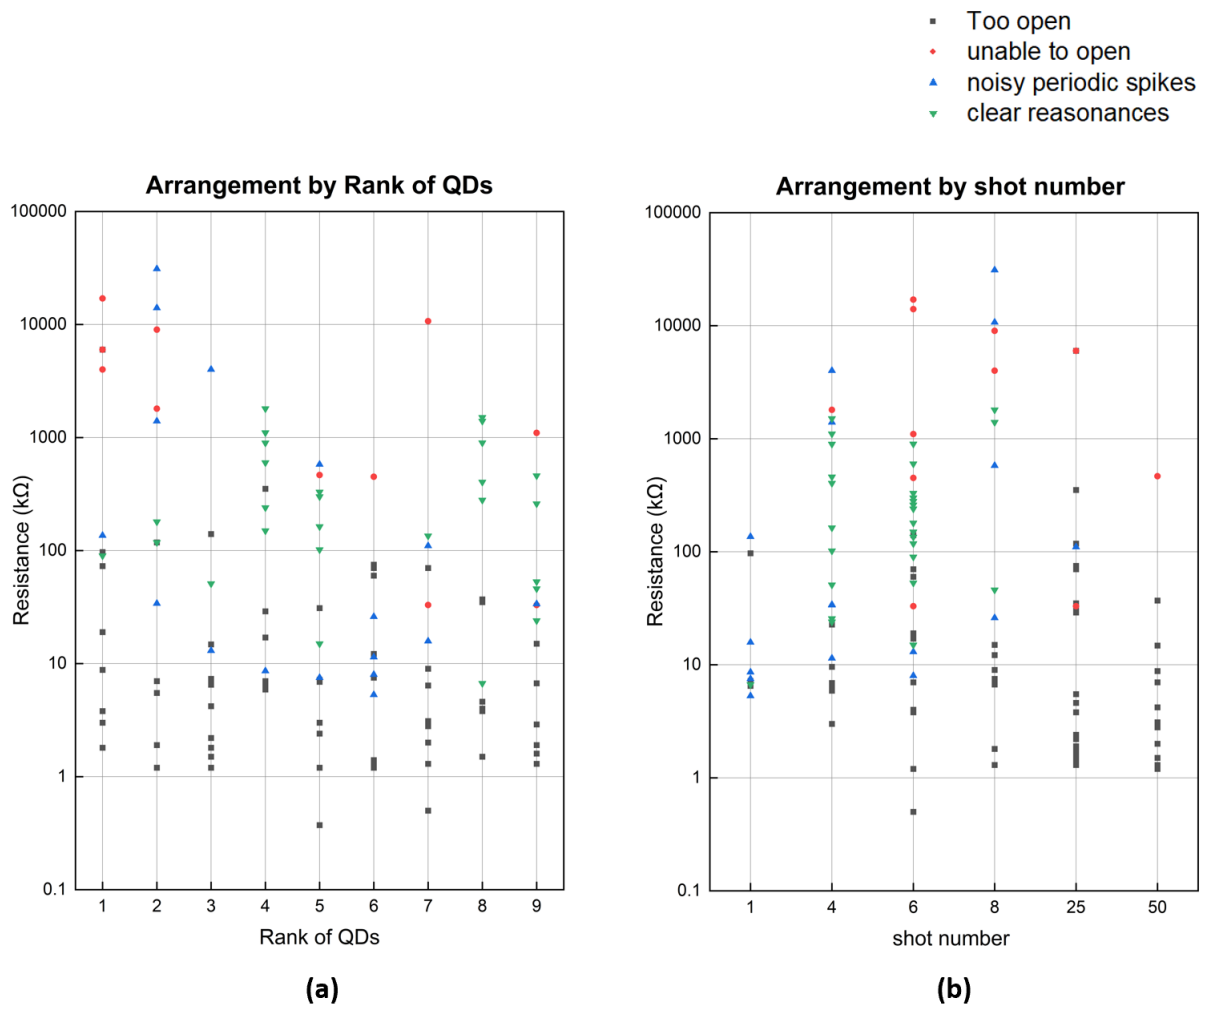 Too open
unable to open
noisy periodic spikes
clear reasonances
Arrangement by Rank of QDs
100000
10000
1000
100
10
1
0.1
Resistance (kΩ)
1 2 3 4 5 6 7 8 9
Rank of QDs
(a)
Arrangement by shot number
100000
10000
1000
100
10
1
0.1
Resistance (kΩ)
1 4 6 8 25 50
shot number
(b)